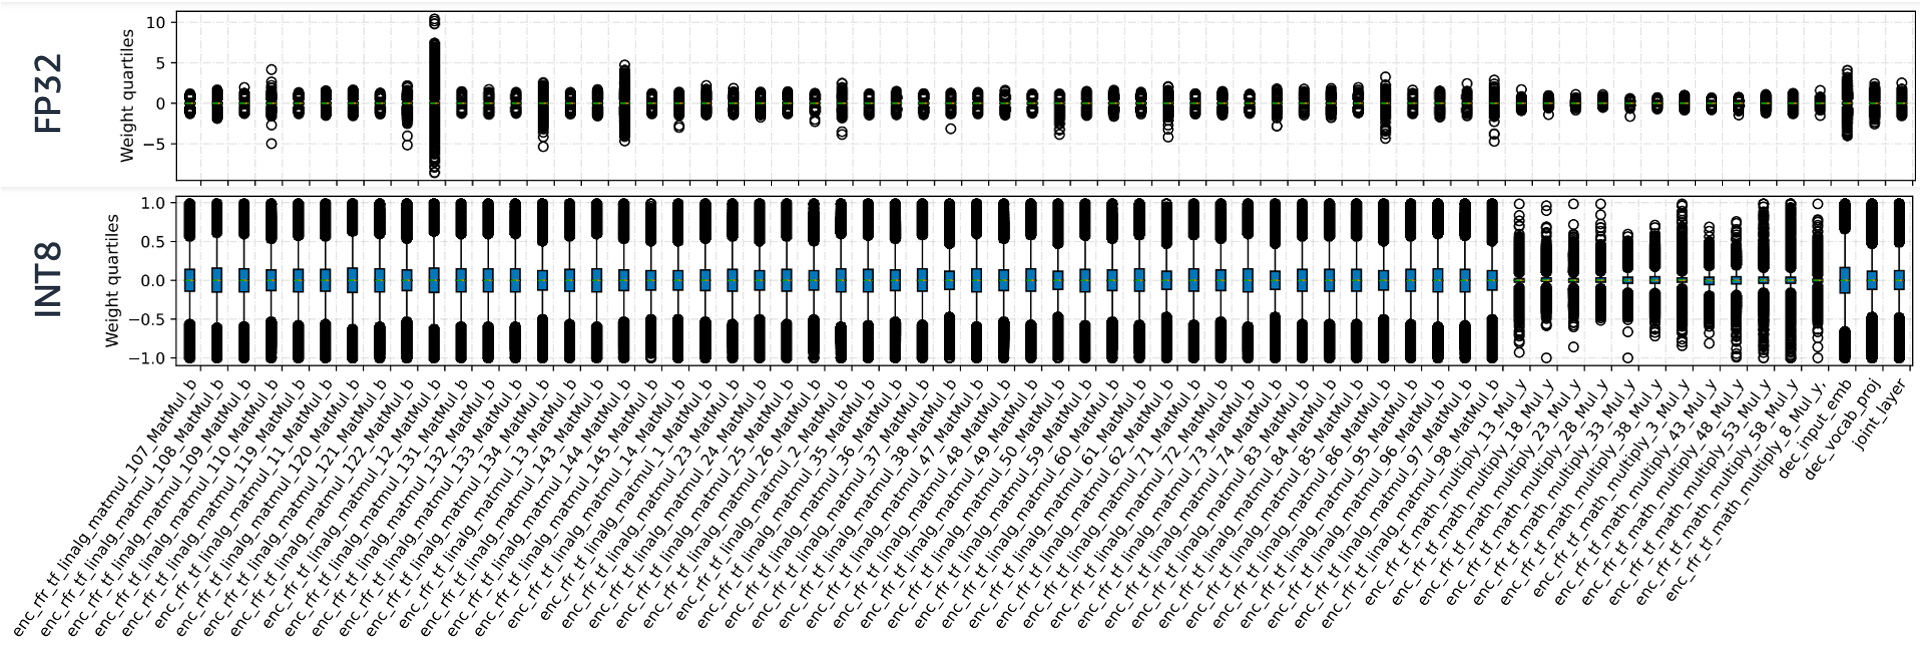 FP32
Weight quartiles
10
5
0
−5
INT8
Weight quartiles
1.0
0.5
0.0
−0.5
−1.0
enc_rfr_tf_linalg_matmul_107_MatMul_b
enc_rfr_tf_linalg_matmul_108_MatMul_b
enc_rfr_tf_linalg_matmul_109_MatMul_b
enc_rfr_tf_linalg_matmul_110_MatMul_b
enc_rfr_tf_linalg_matmul_119_MatMul_b
enc_rfr_tf_linalg_matmul_11_MatMul_b
enc_rfr_tf_linalg_matmul_120_MatMul_b
enc_rfr_tf_linalg_matmul_121_MatMul_b
enc_rfr_tf_linalg_matmul_122_MatMul_b
enc_rfr_tf_linalg_matmul_12_MatMul_b
enc_rfr_tf_linalg_matmul_131_MatMul_b
enc_rfr_tf_linalg_matmul_132_MatMul_b
enc_rfr_tf_linalg_matmul_133_MatMul_b
enc_rfr_tf_linalg_matmul_134_MatMul_b
enc_rfr_tf_linalg_matmul_13_MatMul_b
enc_rfr_tf_linalg_matmul_143_MatMul_b
enc_rfr_tf_linalg_matmul_144_MatMul_b
enc_rfr_tf_linalg_matmul_145_MatMul_b
enc_rfr_tf_linalg_matmul_14_MatMul_b
enc_rfr_tf_linalg_matmul_1_MatMul_b
enc_rfr_tf_linalg_matmul_23_MatMul_b
enc_rfr_tf_linalg_matmul_24_MatMul_b
enc_rfr_tf_linalg_matmul_25_MatMul_b
enc_rfr_tf_linalg_matmul_26_MatMul_b
enc_rfr_tf_linalg_matmul_2_MatMul_b
enc_rfr_tf_linalg_matmul_35_MatMul_b
enc_rfr_tf_linalg_matmul_36_MatMul_b
enc_rfr_tf_linalg_matmul_37_MatMul_b
enc_rfr_tf_linalg_matmul_38_MatMul_b
enc_rfr_tf_linalg_matmul_47_MatMul_b
enc_rfr_tf_linalg_matmul_48_MatMul_b
enc_rfr_tf_linalg_matmul_49_MatMul_b
enc_rfr_tf_linalg_matmul_50_MatMul_b
enc_rfr_tf_linalg_matmul_59_MatMul_b
enc_rfr_tf_linalg_matmul_60_MatMul_b
enc_rfr_tf_linalg_matmul_61_MatMul_b
enc_rfr_tf_linalg_matmul_62_MatMul_b
enc_rfr_tf_linalg_matmul_71_MatMul_b
enc_rfr_tf_linalg_matmul_72_MatMul_b
enc_rfr_tf_linalg_matmul_73_MatMul_b
enc_rfr_tf_linalg_matmul_74_MatMul_b
enc_rfr_tf_linalg_matmul_83_MatMul_b
enc_rfr_tf_linalg_matmul_84_MatMul_b
enc_rfr_tf_linalg_matmul_85_MatMul_b
enc_rfr_tf_linalg_matmul_86_MatMul_b
enc_rfr_tf_linalg_matmul_95_MatMul_b
enc_rfr_tf_linalg_matmul_96_MatMul_b
enc_rfr_tf_linalg_matmul_97_MatMul_b
enc_rfr_tf_linalg_matmul_98_MatMul_b
enc_rfr_tf_math_multiply_13_Mul_y
enc_rfr_tf_math_multiply_18_Mul_y
enc_rfr_tf_math_multiply_23_Mul_y
enc_rfr_tf_math_multiply_28_Mul_y
enc_rfr_tf_math_multiply_33_Mul_y
enc_rfr_tf_math_multiply_38_Mul_y
enc_rfr_tf_math_multiply_3_Mul_y
enc_rfr_tf_math_multiply_43_Mul_y
enc_rfr_tf_math_multiply_48_Mul_y
enc_rfr_tf_math_multiply_53_Mul_y
enc_rfr_tf_math_multiply_58_Mul_y
enc_rfr_tf_math_multiply_8_Mul_y,
dec_input_emb
dec_vocab_proj
joint_layer